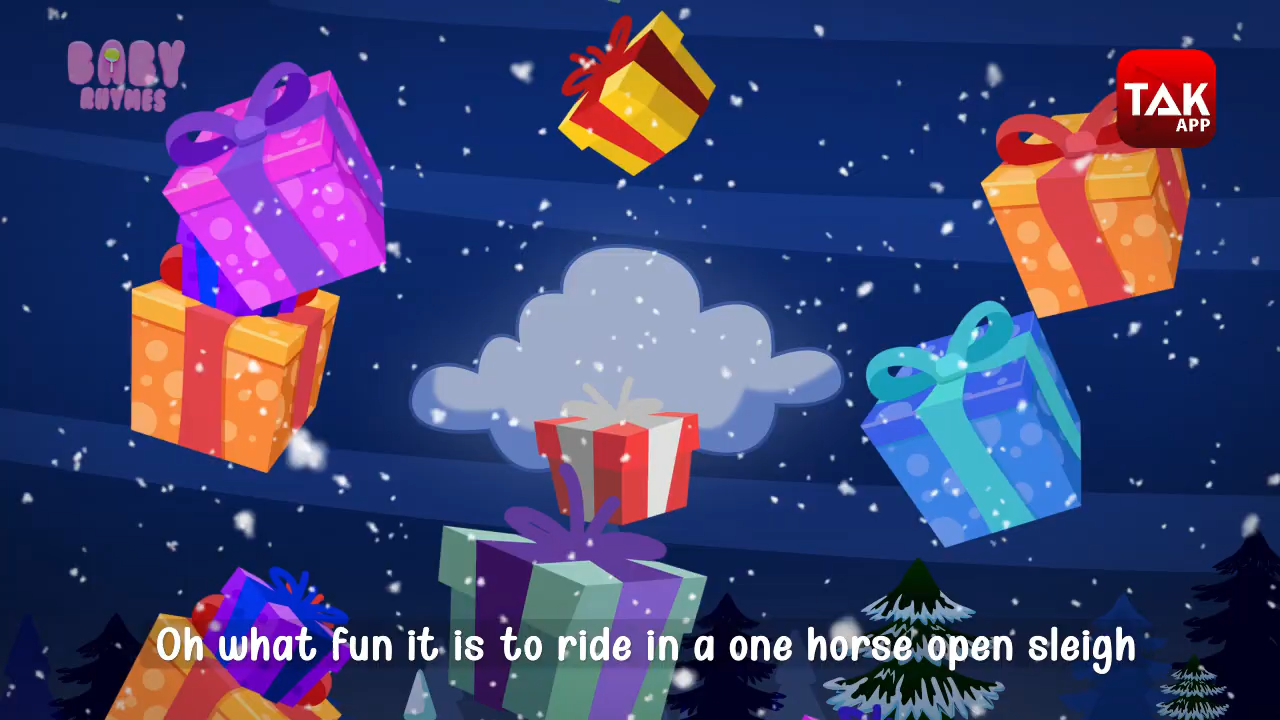 BABY
RHYMES
TAK
APP
Oh what fun it is to ride in a one horse open sleigh